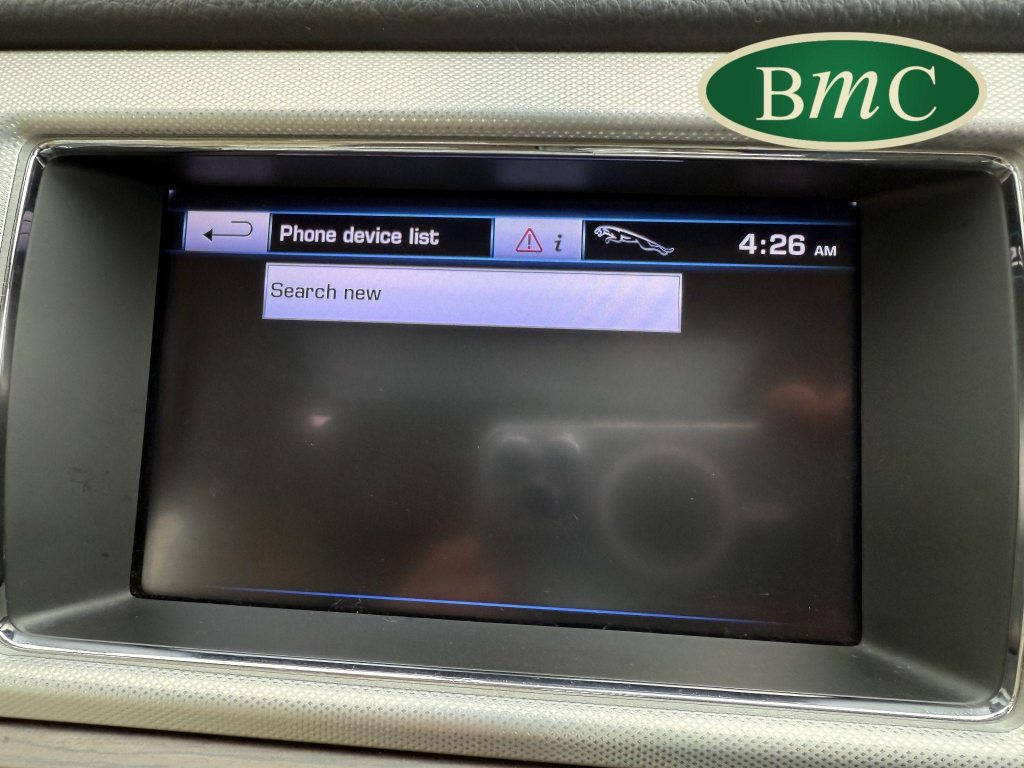 BmC
Phone device list
i
4:26 AM
Search new